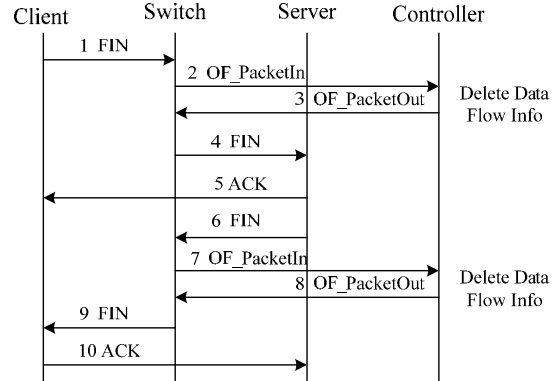 Client Switch Server Controller
1 FIN
2 OF_PacketIn
3 OF_PacketOut
Delete Data
Flow Info
4 FIN
5 ACK
6 FIN
7 OF_PacketIn
8 OF_PacketOut
Delete Data
Flow Info
9 FIN
10 ACK